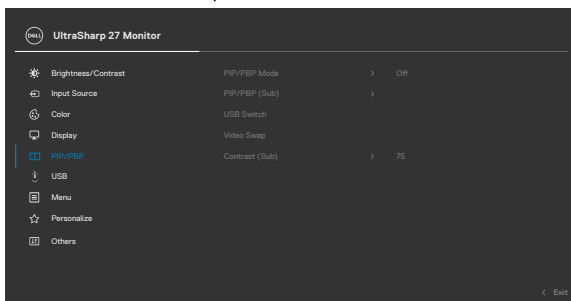 DELL UltraSharp 27 Monitor
Brightness/Contrast PIP/PBP Mode > Off
Input Source PIP/PBP (Sub) >
Color USB Switch
Display Video Swap
PIP/PBP Contrast (Sub) > 75
USB
Menu
Personalize
Others
< Exit